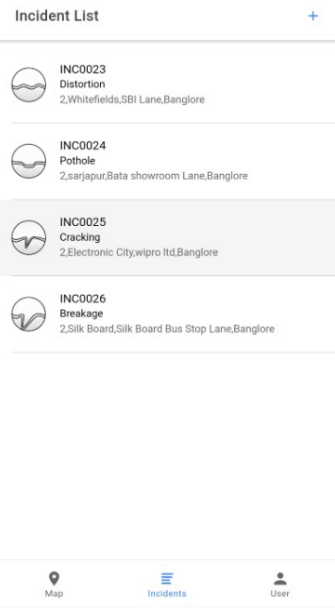 Incident List
+
INC0023
Distortion
2,Whitefields,SBI Lane,Banglore
INC0024
Pothole
2,sarjapur,Bata showroom Lane,Banglore
INC0025
Cracking
2,Electronic City,wipro ltd,Banglore
INC0026
Breakage
2,Silk Board,Silk Board Bus Stop Lane,Banglore
Map
Incidents
User